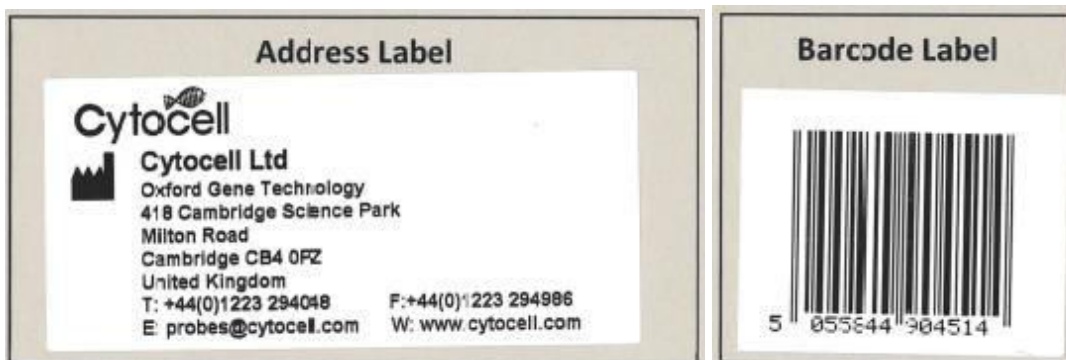 Address Label
Cytocell
Cytocell Ltd
Oxford Gene Technology
418 Cambridge Science Park
Milton Road
Cambridge CB4 0PZ
United Kingdom
T: +44(0)1223 294048 F:+44(0)1223 294986
E: probes@cytocell.com W: www.cytocell.com
Barcode Label
5 055844 904514